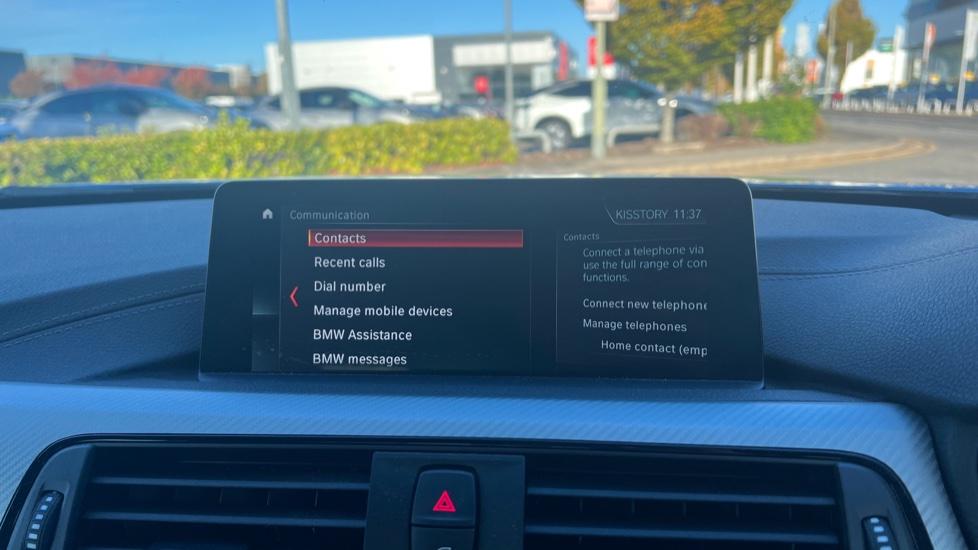 Communication
KISSTORY 11:37
Contacts
Recent calls
Dial number
Manage mobile devices
BMW Assistance
BMW messages
Contacts
Connect a telephone via
use the full range of con
functions.
Connect new telephone
Manage telephones
Home contact (emp